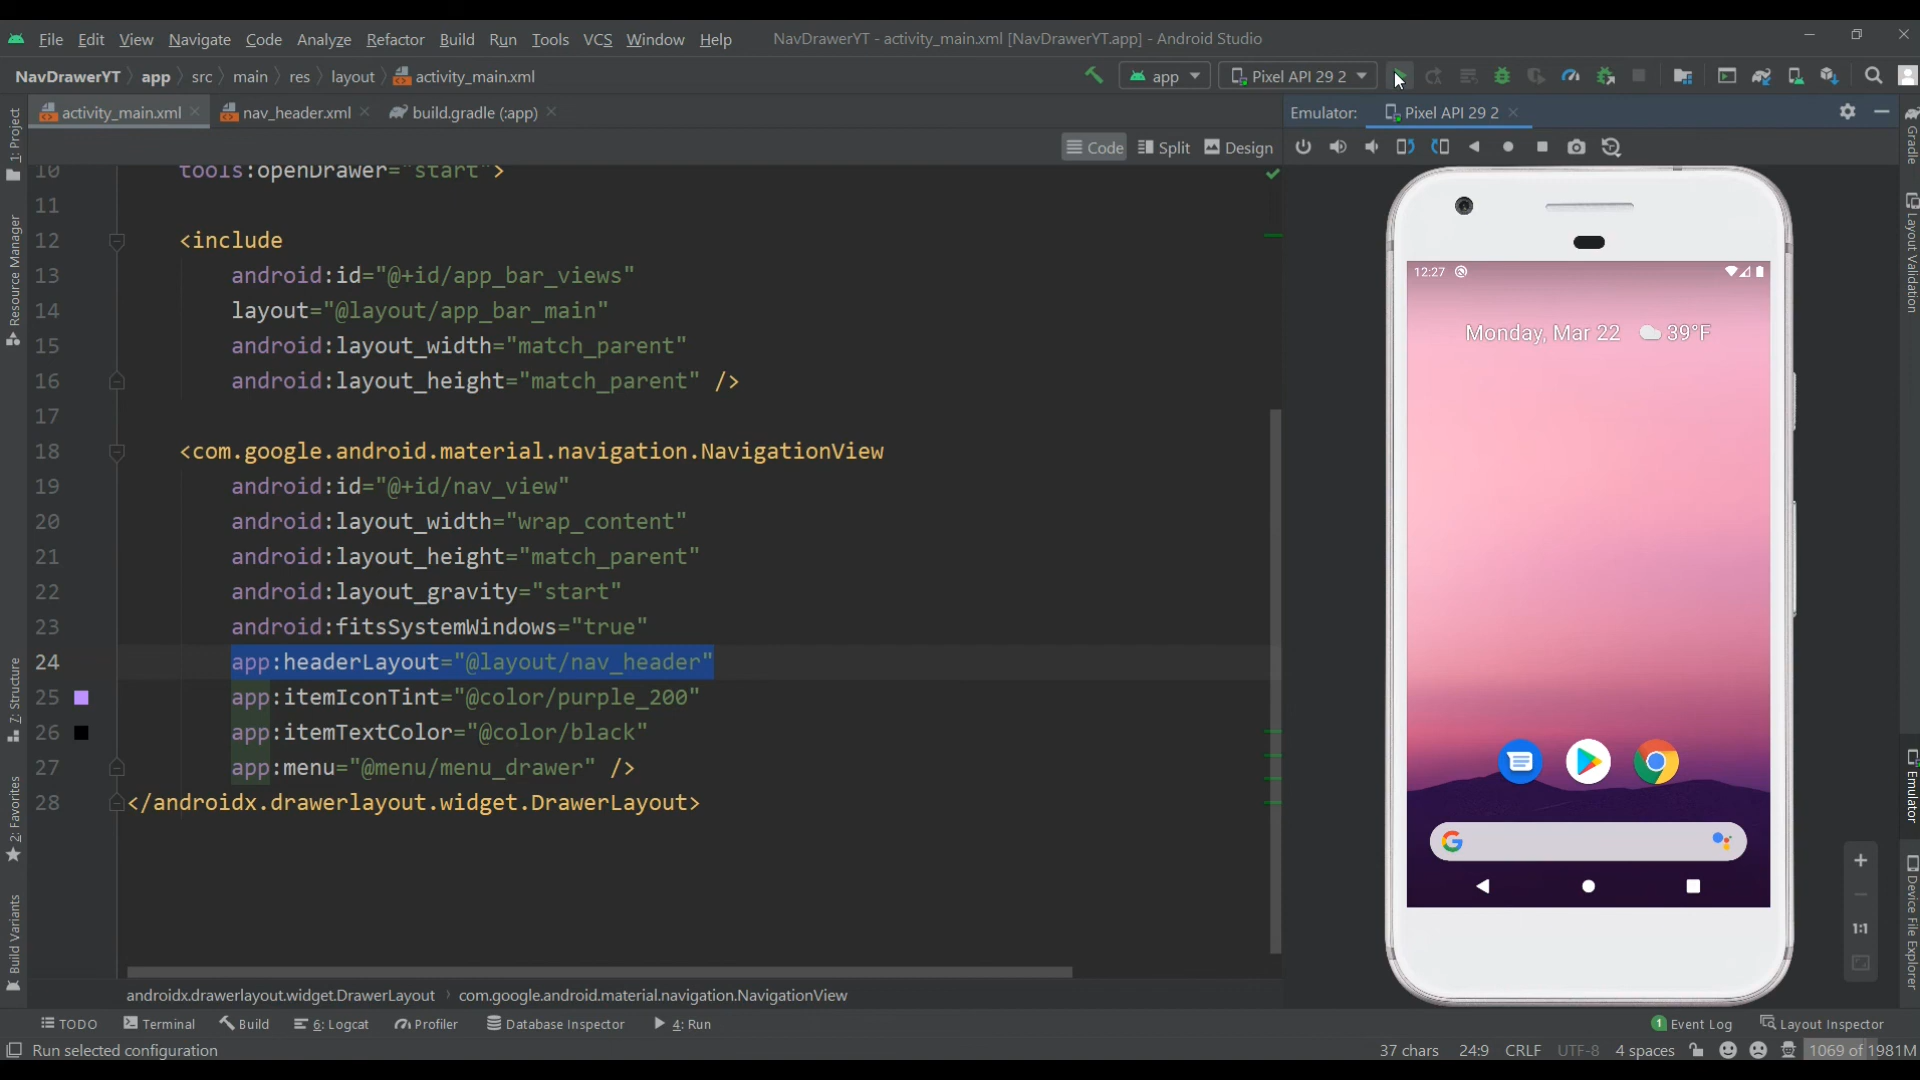 File Edit View Navigate Code Analyze Refactor Build Run Tools VCS Window Help NavDrawerYT - activity_main.xml [NavDrawerYT.app] - Android Studio
NavDrawerYT app src main res layout activity_main.xml app Pixel API 29 2
activity_main.xml nav_header.xml build.gradle (:app) Emulator: Pixel API 29 2
Code Split Design
1: Project
Resource Manager
7: Structure
2: Favorites
Build Variants
10 tools:openDrawer="start">
11
12 <include
13 android:id="@+id/app_bar_views"
14 layout="@layout/app_bar_main"
15 android:layout_width="match_parent"
16 android:layout_height="match_parent" />
17
18 <com.google.android.material.navigation.NavigationView
19 android:id="@+id/nav_view"
20 android:layout_width="wrap_content"
21 android:layout_height="match_parent"
22 android:layout_gravity="start"
23 android:fitsSystemWindows="true"
24 app:headerLayout="@layout/nav_header"
25 app:itemIconTint="@color/purple_200"
26 app:itemTextColor="@color/black"
27 app:menu="@menu/menu_drawer" />
28 </androidx.drawerlayout.widget.DrawerLayout>
12:27
Monday, Mar 22 39°F
G
1:1
Gradle
Layout Validation
Emulator
Device File Explorer
androidx.drawerlayout.widget.DrawerLayout com.google.android.material.navigation.NavigationView
TODO Terminal Build 6: Logcat Profiler Database Inspector 4: Run 1 Event Log Layout Inspector
Run selected configuration 37 chars 24:9 CRLF UTF-8 4 spaces 1069 of 1981M